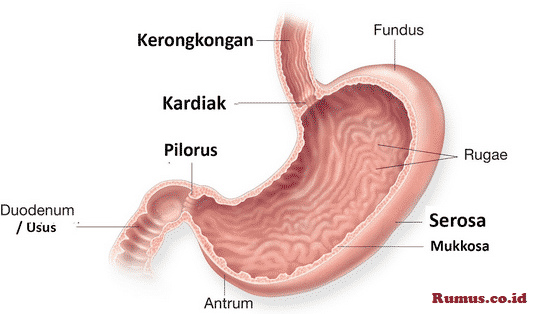 Kerongkongan
Fundus
Kardiak
Pilorus
Rugae
Duodenum
/ Usus
Serosa
Mukkosa
Antrum
Rumus.co.id